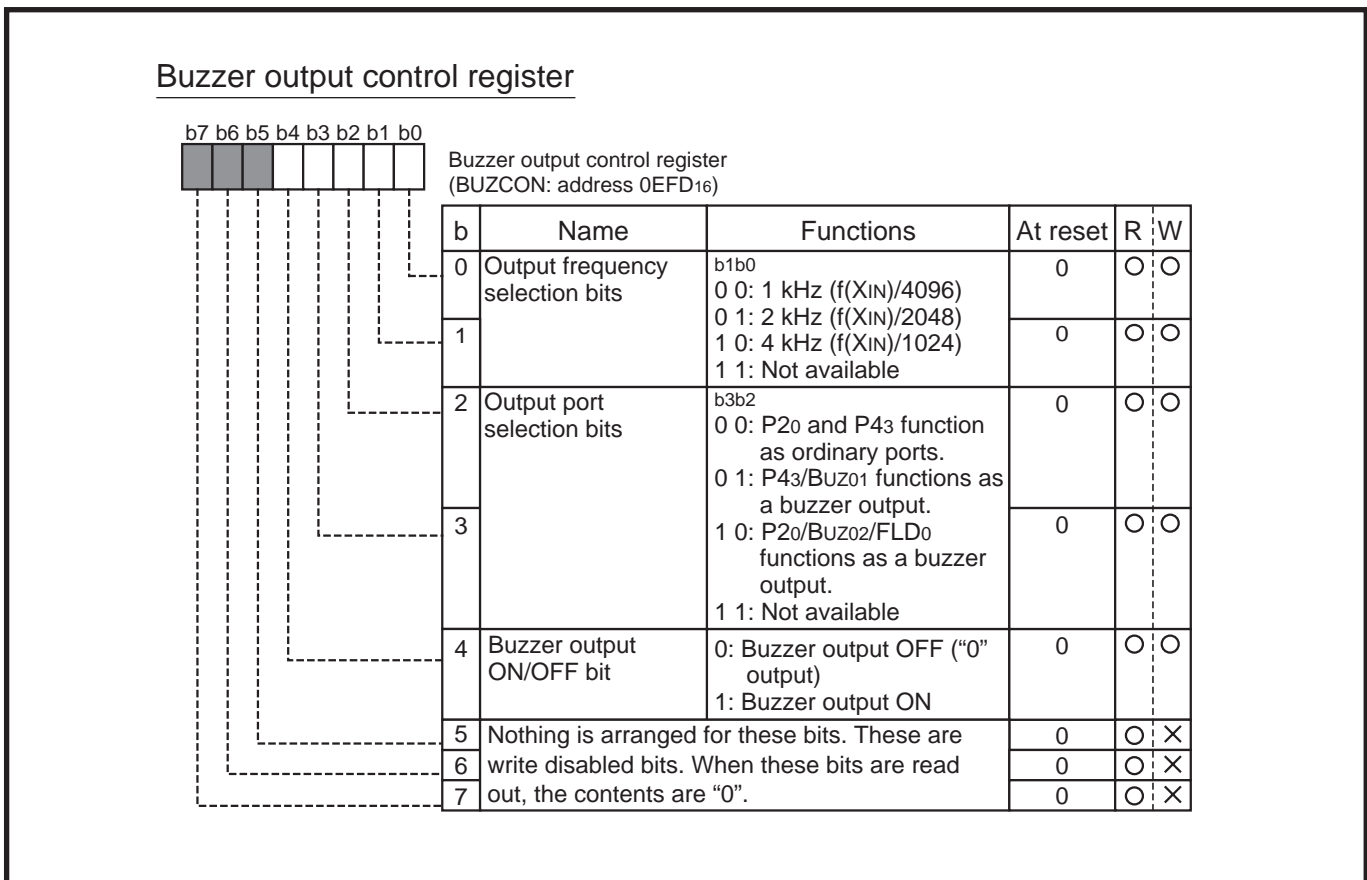 Buzzer output control register
b7 b6 b5 b4 b3 b2 b1 b0
Buzzer output control register
(BUZCON: address 0EFD16)
b Name Functions At reset R W
0 Output frequency selection bits
b1b0
0 0: 1 kHz (f(XIN)/4096)
0 1: 2 kHz (f(XIN)/2048)
1 0: 4 kHz (f(XIN)/1024)
1 1: Not available
0 O O
1
0 O O
2 Output port selection bits
b3b2
0 0: P20 and P43 function
as ordinary ports.
0 1: P43/BUZ01 functions as
a buzzer output.
1 0: P20/BUZ02/FLD0
functions as a buzzer
output.
1 1: Not available
0 O O
3
0 O O
4 Buzzer output
ON/OFF bit
0: Buzzer output OFF (“0”
output)
1: Buzzer output ON
0 O O
5 Nothing is arranged for these bits. These are 0 O ×
6 write disabled bits. When these bits are read 0 O ×
7 out, the contents are “0”. 0 O ×